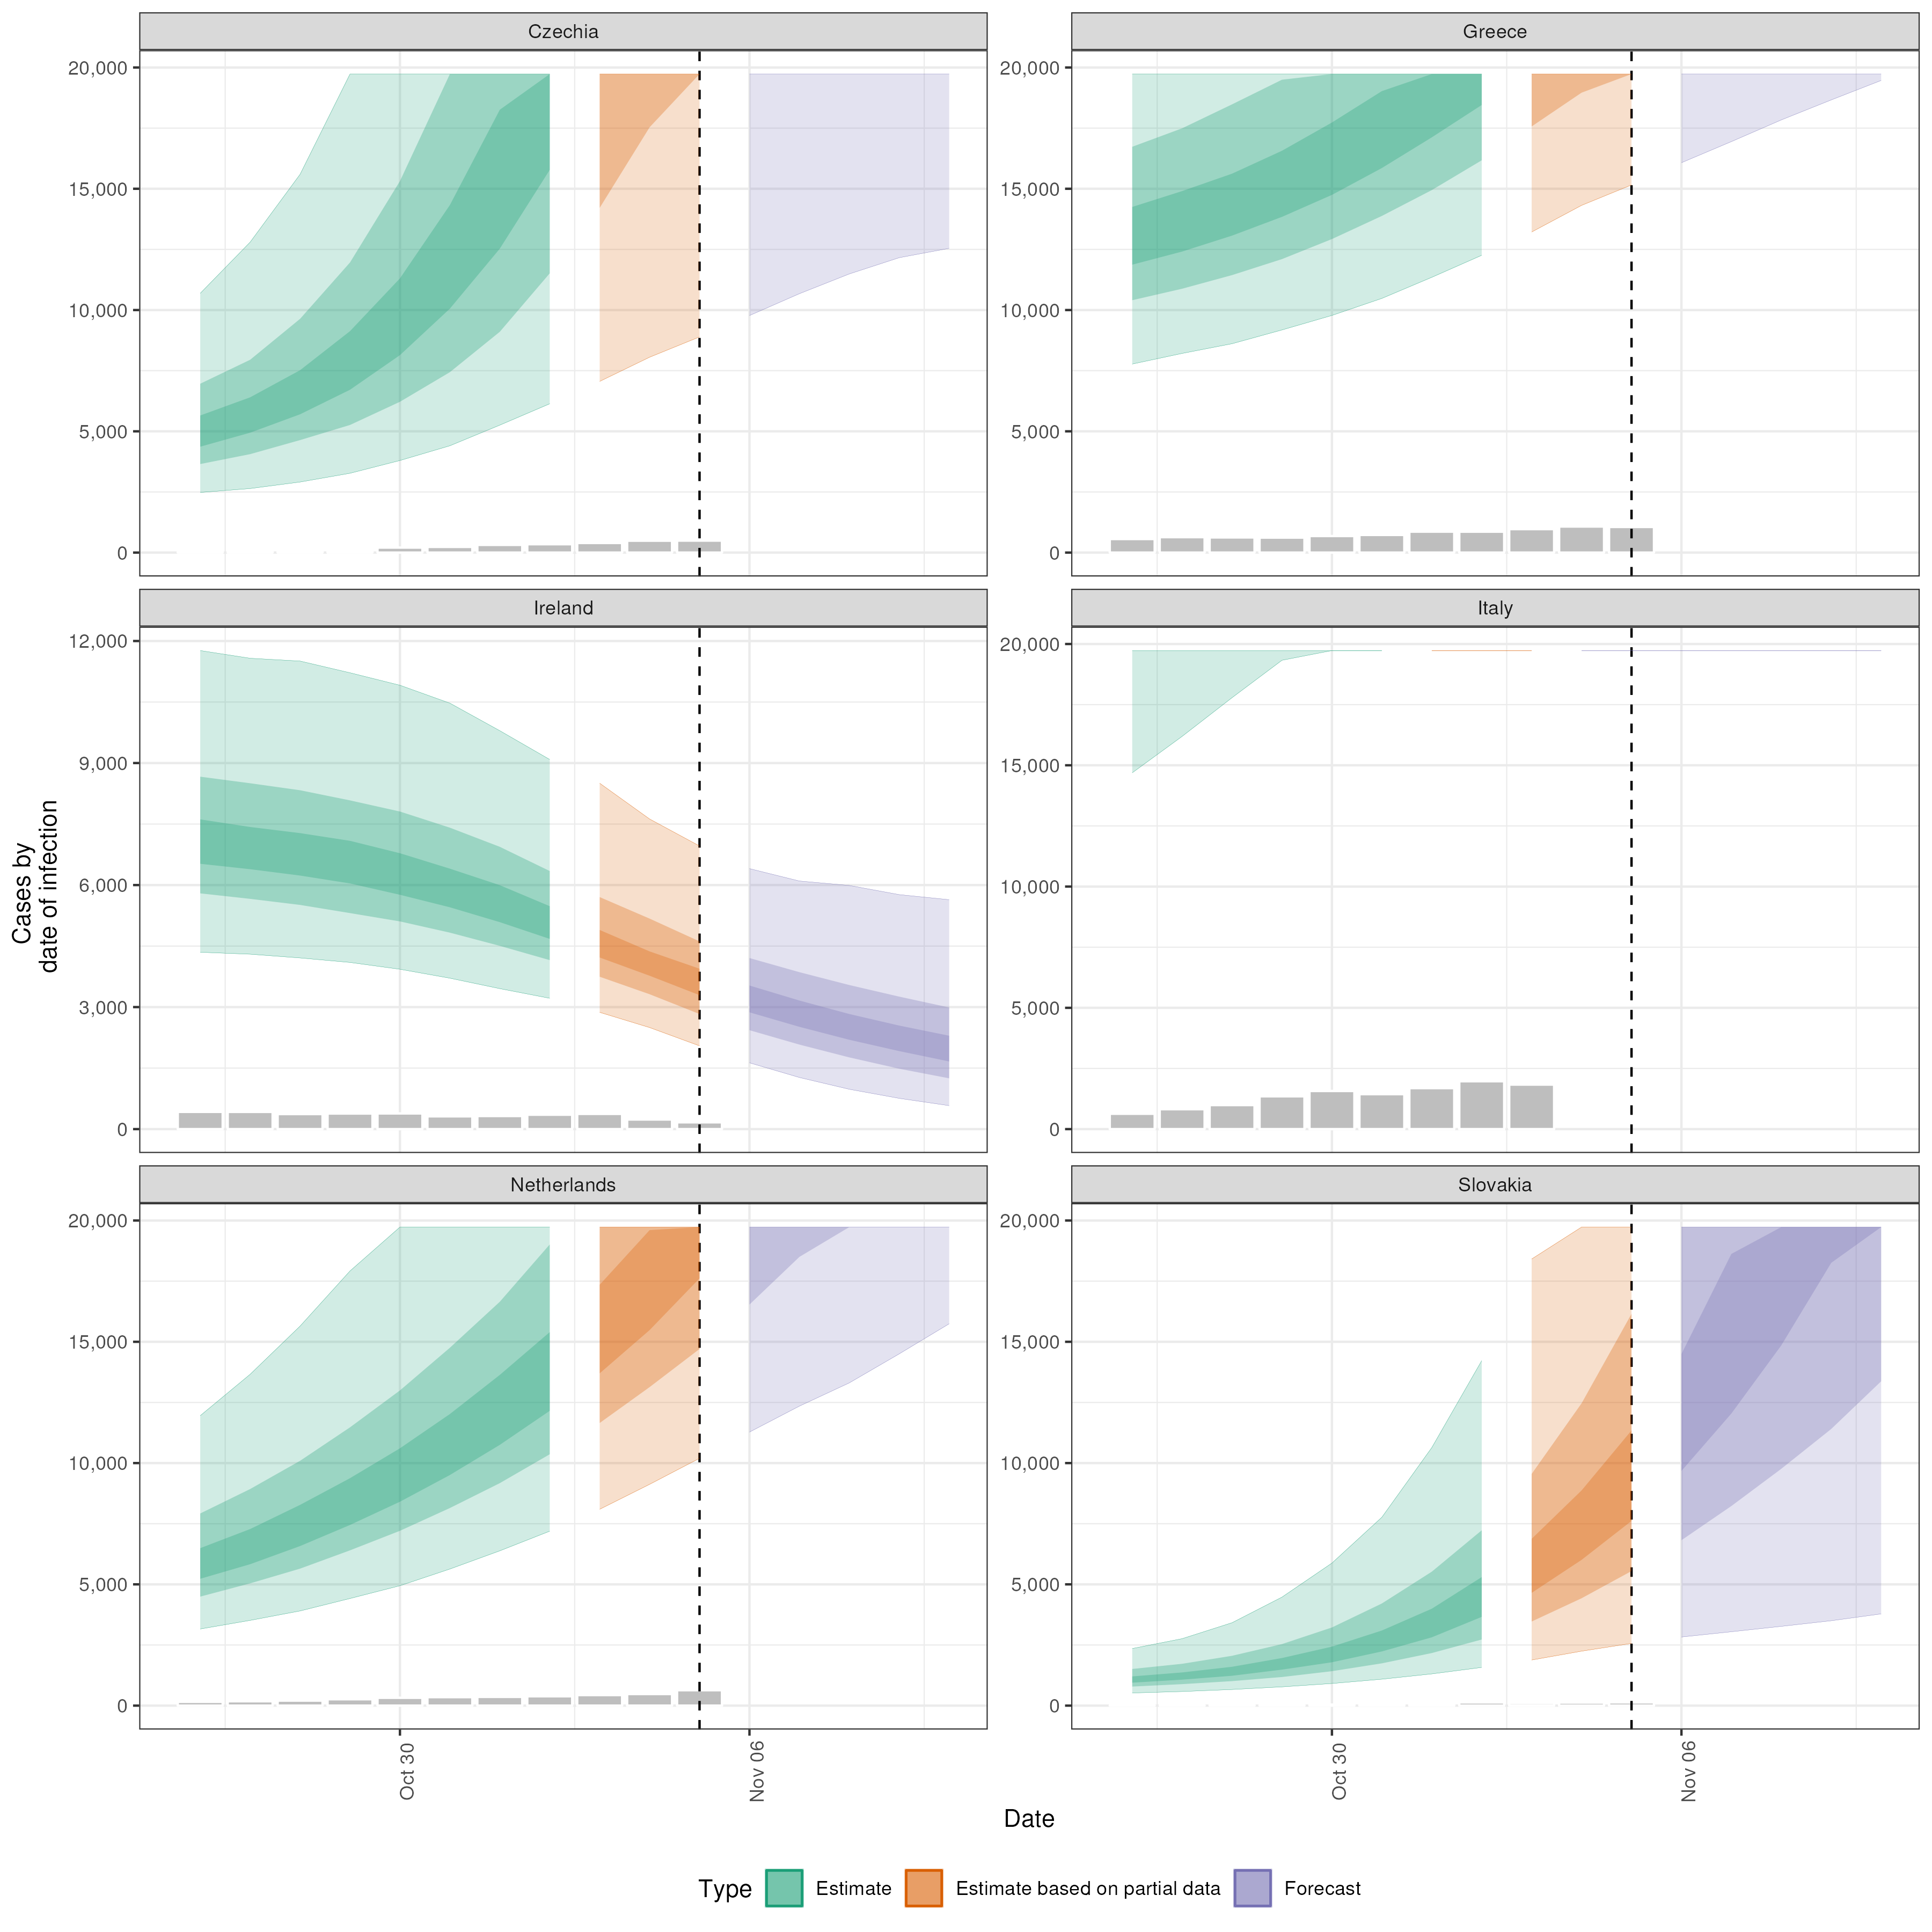 Czechia
Greece
20,000
15,000
10,000
5,000
0
20,000
15,000
10,000
5,000
0
Ireland
Italy
12,000
9,000
6,000
3,000
0
20,000
15,000
10,000
5,000
0
Cases by
date of infection
Netherlands
Slovakia
20,000
15,000
10,000
5,000
0
20,000
15,000
10,000
5,000
0
Oct 30
Nov 06
Oct 30
Nov 06
Date
Type Estimate Estimate based on partial data Forecast